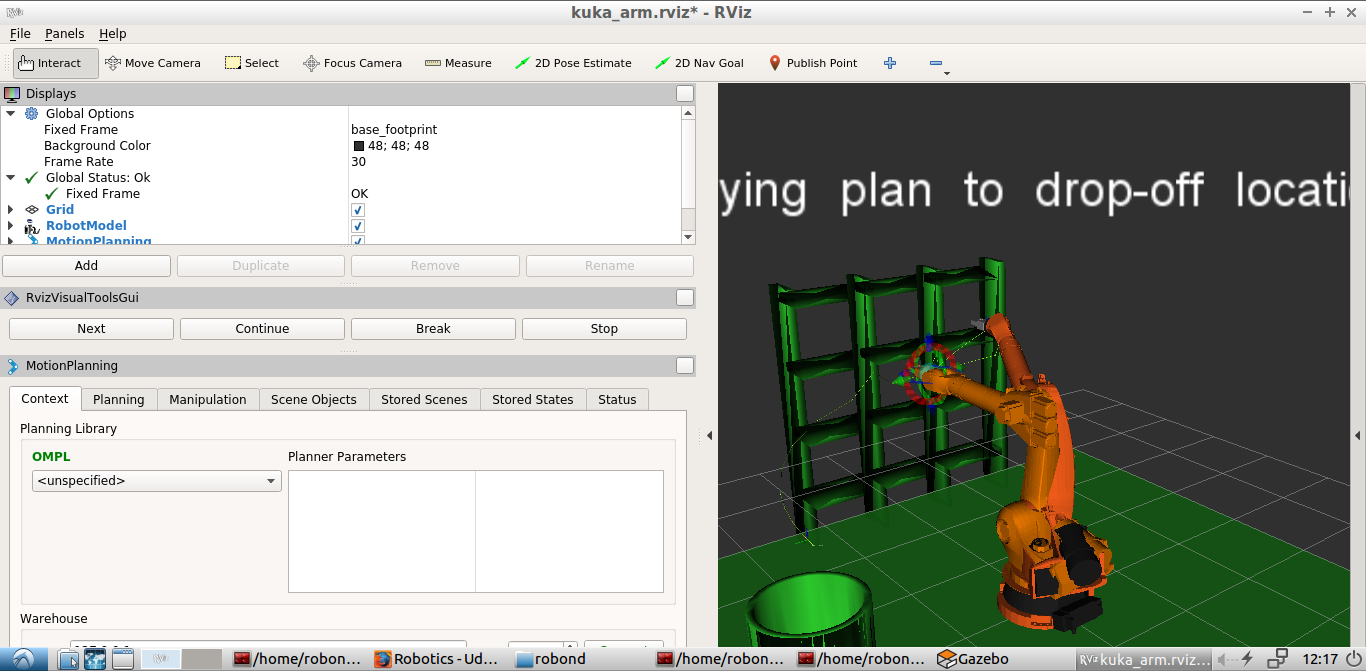 RViz
kuka_arm.rviz* - RViz
File Panels Help
Interact Move Camera Select Focus Camera Measure 2D Pose Estimate 2D Nav Goal Publish Point
Displays
Global Options
Fixed Frame base_footprint
Background Color 48; 48; 48
Frame Rate 30
Global Status: Ok
Fixed Frame OK
Grid
RobotModel
MotionPlanning
Add Duplicate Remove Rename
RvizVisualToolsGui
Next Continue Break Stop
MotionPlanning
Context Planning Manipulation Scene Objects Stored Scenes Stored States Status
Planning Library
OMPL Planner Parameters
<unspecified>
Warehouse
ying plan to drop-off locati
RViz /home/robon... Robotics - Ud... robond /home/robon... /home/robon... Gazebo RViz kuka_arm.rviz... 12:17